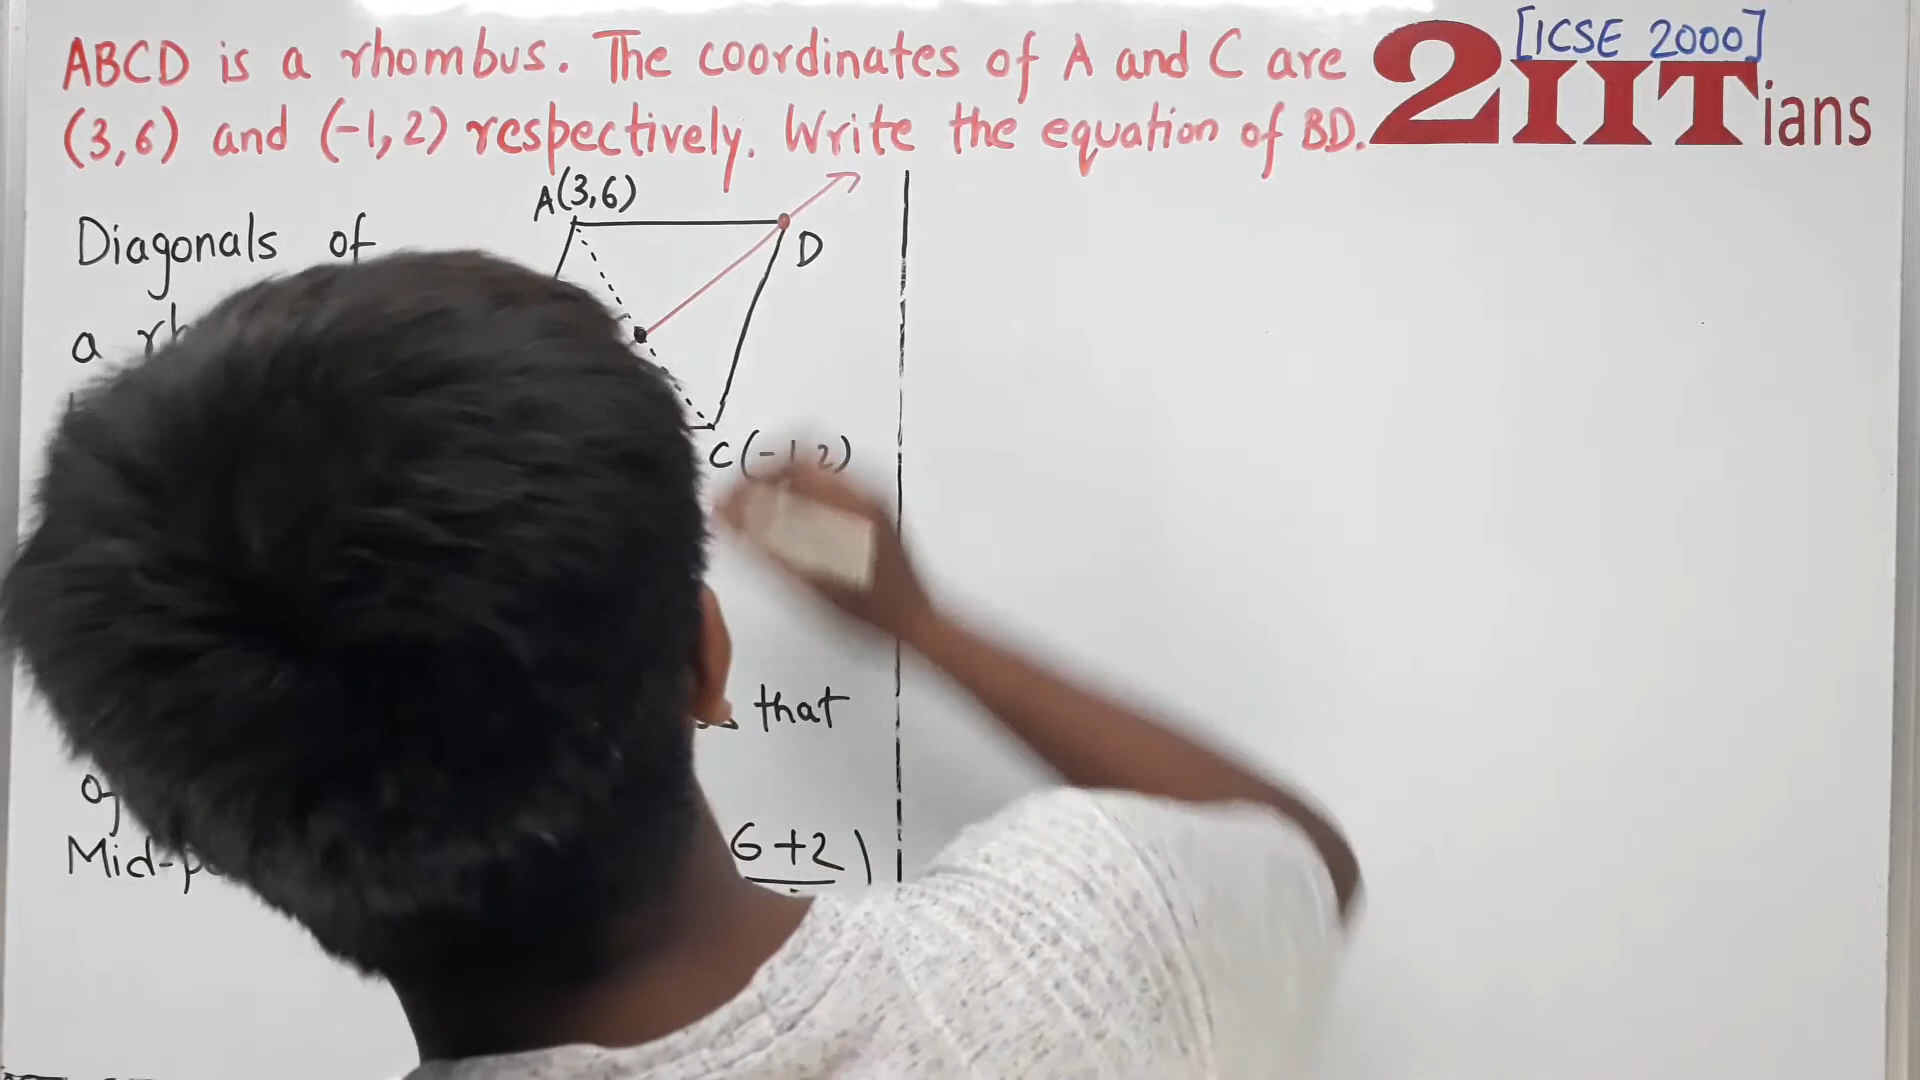 ABCD is a rhombus. The coordinates of A and C are
[ICSE 2000]
2IITians
(3,6) and (-1,2) respectively. Write the equation of BD.
A(3,6)
Diagonals of
D
a
C(-1,2)
that
Mid-
6+2)